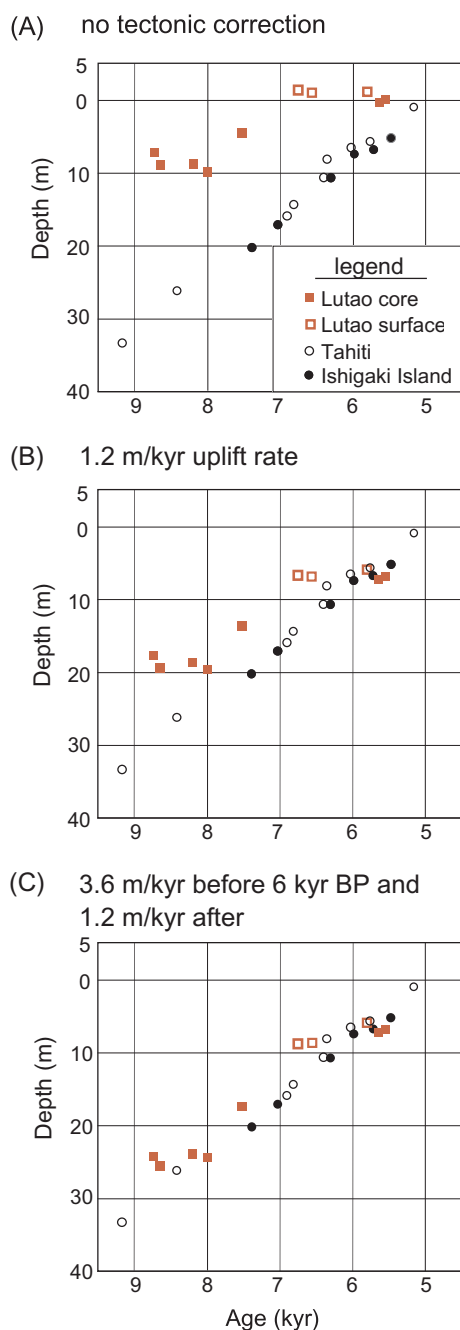 (A) no tectonic correction
5
0
10
20
30
40
Depth (m)
legend
Lutao core
Lutao surface
Tahiti
Ishigaki Island
9 8 7 6 5
(B) 1.2 m/kyr uplift rate
5
0
10
20
30
40
Depth (m)
9 8 7 6 5
(C) 3.6 m/kyr before 6 kyr BP and
1.2 m/kyr after
5
0
10
20
30
40
Depth (m)
9 8 7 6 5
Age (kyr)